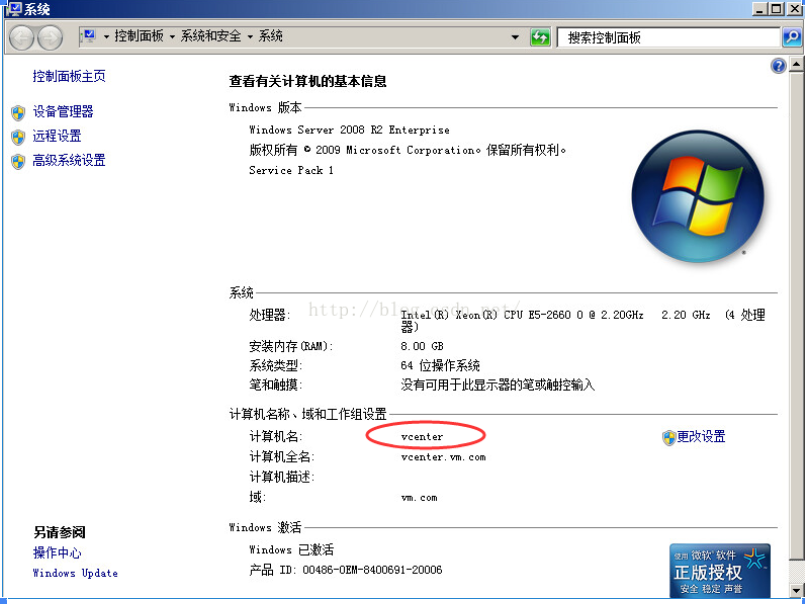 系统
控制面板 系统和安全 系统
搜索控制面板
控制面板主页
设备管理器
远程设置
高级系统设置
查看有关计算机的基本信息
Windows 版本
Windows Server 2008 R2 Enterprise
版权所有 © 2009 Microsoft Corporation。保留所有权利。
Service Pack 1
系统
http://blog.csdn.net/
处理器: Intel(R) Xeon(R) CPU E5-2660 0 @ 2.20GHz 2.20 GHz (4 处理
器)
安装内存(RAM): 8.00 GB
系统类型: 64 位操作系统
笔和触摸: 没有可用于此显示器的笔或触控输入
计算机名称、域和工作组设置
计算机名: vcenter
更改设置
计算机全名: vcenter.vm.com
计算机描述:
域: vm.com
Windows 激活
Windows 已激活
产品 ID: 00486-OEM-8400691-20006
使用 微软 软件
正版授权
安全 稳定 声誉
另请参阅
操作中心
Windows Update